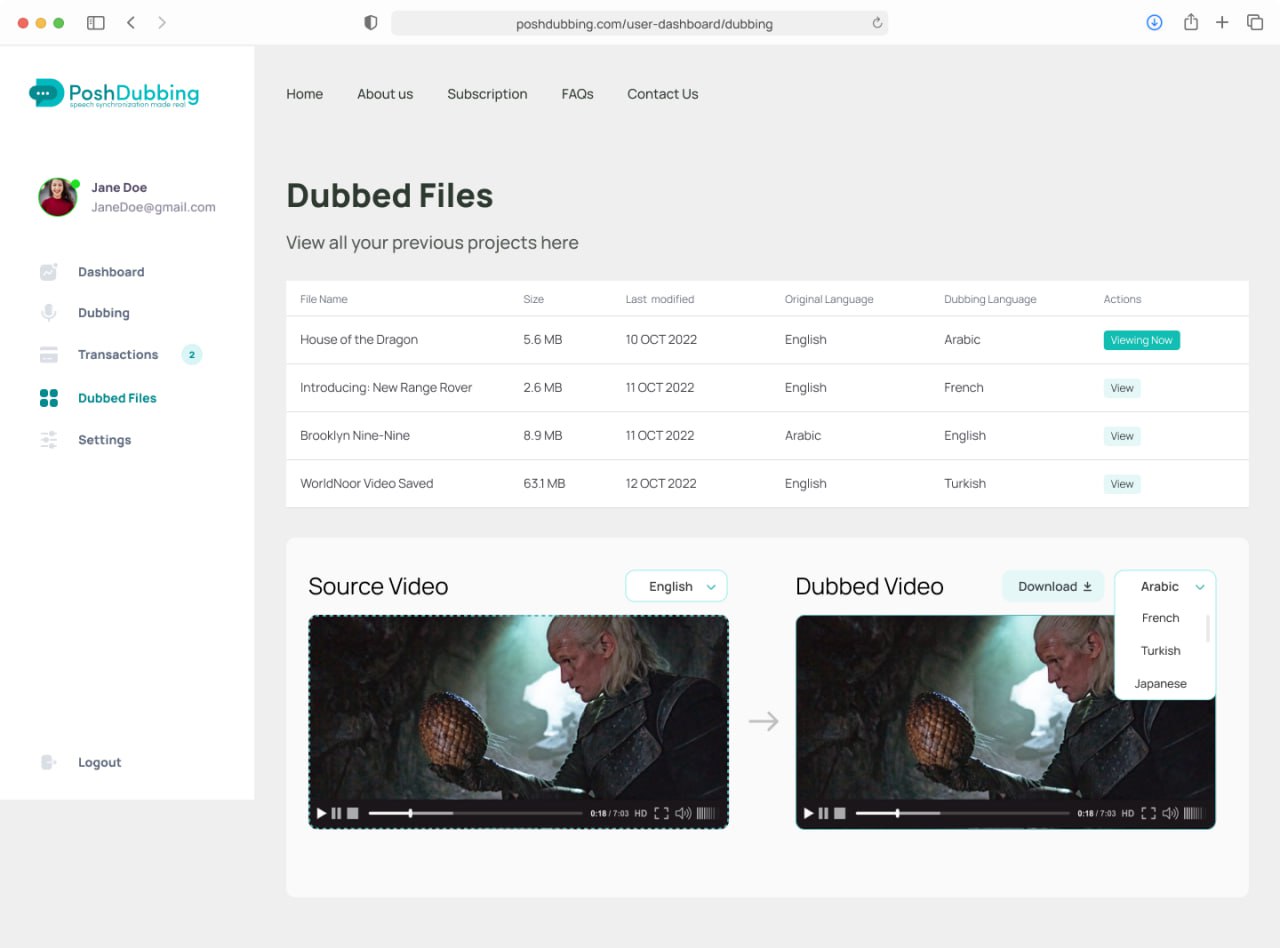 poshdubbing.com/user-dashboard/dubbing
PoshDubbing
speech synchronization made real
Home About us Subscription FAQs Contact Us
Jane Doe
JaneDoe@gmail.com
Dashboard
Dubbing
Transactions 2
Dubbed Files
Settings
Logout
Dubbed Files
View all your previous projects here
File Name Size Last modified Original Language Dubbing Language Actions
House of the Dragon 5.6 MB 10 OCT 2022 English Arabic Viewing Now
Introducing: New Range Rover 2.6 MB 11 OCT 2022 English French View
Brooklyn Nine-Nine 8.9 MB 11 OCT 2022 Arabic English View
WorldNoor Video Saved 63.1 MB 12 OCT 2022 English Turkish View
Source Video English
0:18 / 7:03 HD
Dubbed Video Download Arabic
French
Turkish
Japanese
0:18 / 7:03 HD